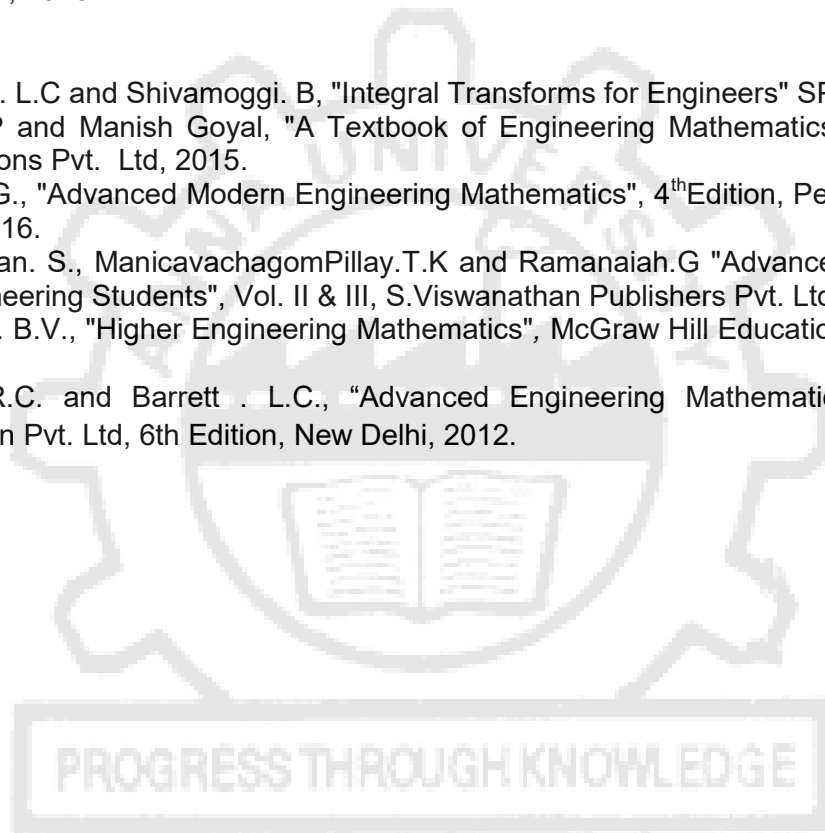 . L.C and Shivamoggi. B, "Integral Transforms for Engineers"
and Manish Goyal, "A Textbook of Engineering Mathematics
ons Pvt. Ltd, 2015.
G., "Advanced Modern Engineering Mathematics", 4thEdition, Pe
16.
an. S., ManicavachagomPillay.T.K and Ramanaiah.G "Advance
neering Students", Vol. II & III, S.Viswanathan Publishers Pvt. Ltd
. B.V., "Higher Engineering Mathematics", McGraw Hill Educatio
R.C. and Barrett . L.C., “Advanced Engineering Mathematic
n Pvt. Ltd, 6th Edition, New Delhi, 2012.
ANNA UNIVERSITY
PROGRESS THROUGH KNOWLEDGE